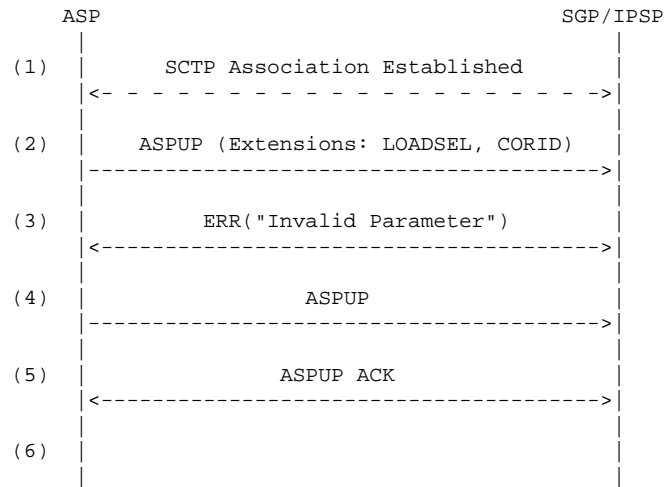 ASP SGP/IPSP
(1) SCTP Association Established
(2) ASPUP (Extensions: LOADSEL, CORID)
(3) ERR("Invalid Parameter")
(4) ASPUP
(5) ASPUP ACK
(6)